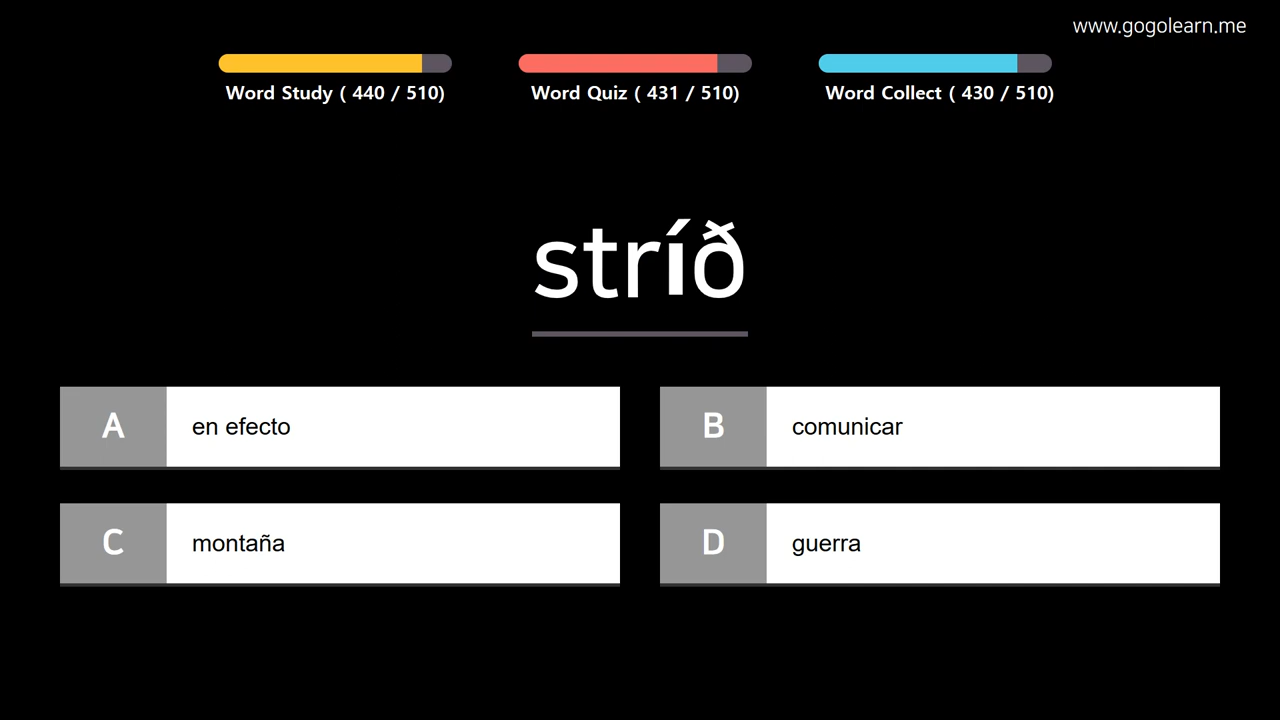 www.gogolearn.me
Word Study ( 440 / 510)
Word Quiz ( 431 / 510)
Word Collect ( 430 / 510)
stríð
A en efecto
B comunicar
C montaña
D guerra